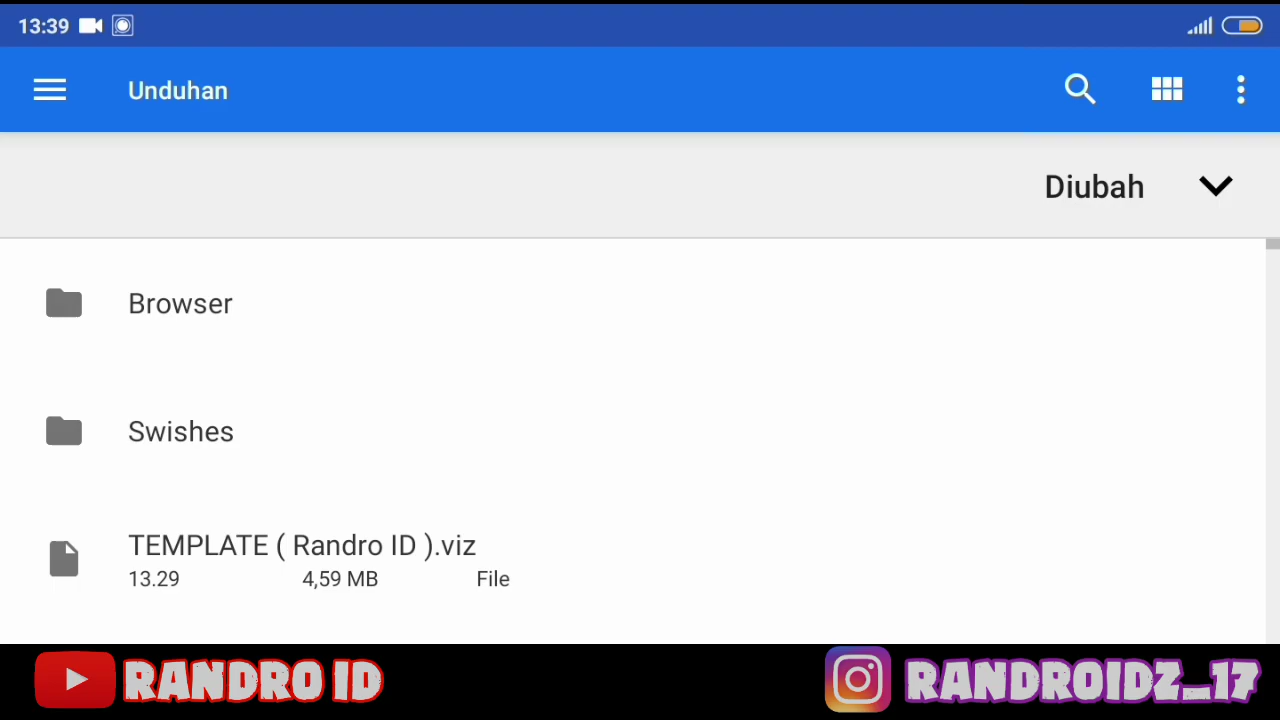 13:39
Unduhan
Diubah
Browser
Swishes
TEMPLATE ( Randro ID ).viz
13.29 4,59 MB File
RANDRO ID RANDROIDZ_17